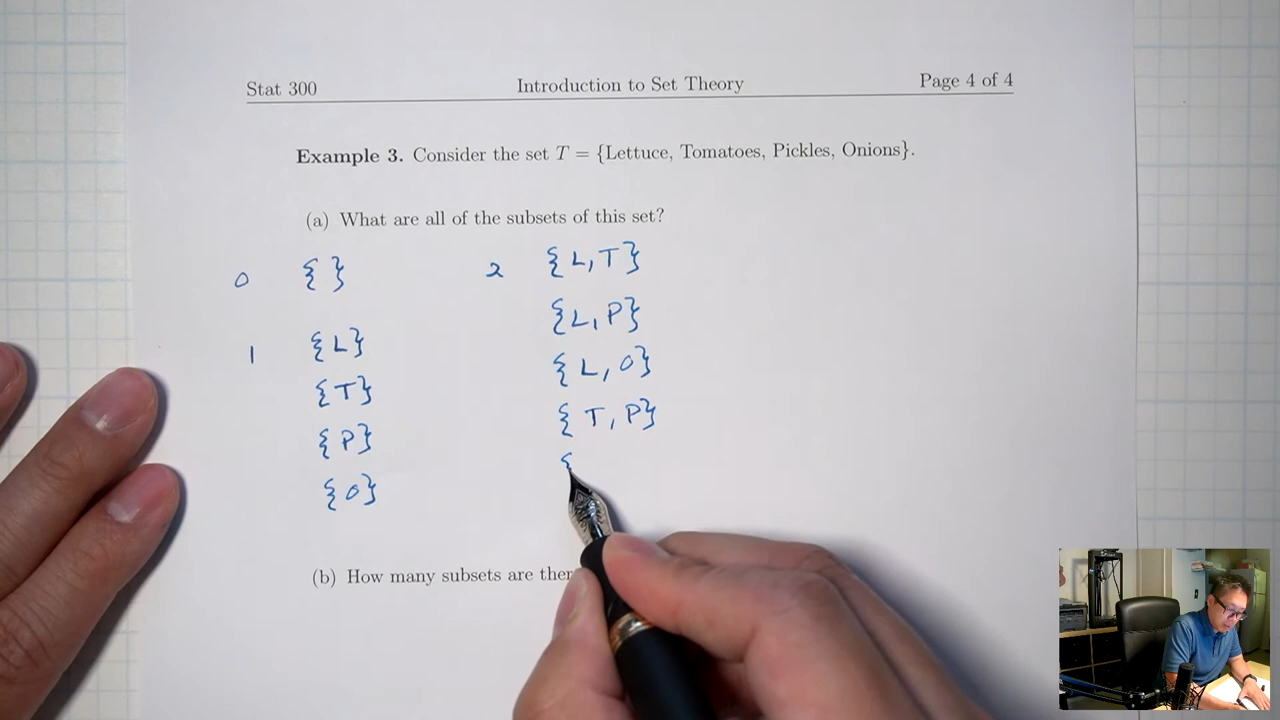 Stat 300 Introduction to Set Theory Page 4 of 4
Example 3. Consider the set T = {Lettuce, Tomatoes, Pickles, Onions}.
(a) What are all of the subsets of this set?
0 { }
1 {L}
{T}
{P}
{O}
2 {L,T}
{L,P}
{L,O}
{T,P}
{
(b) How many subsets are ther